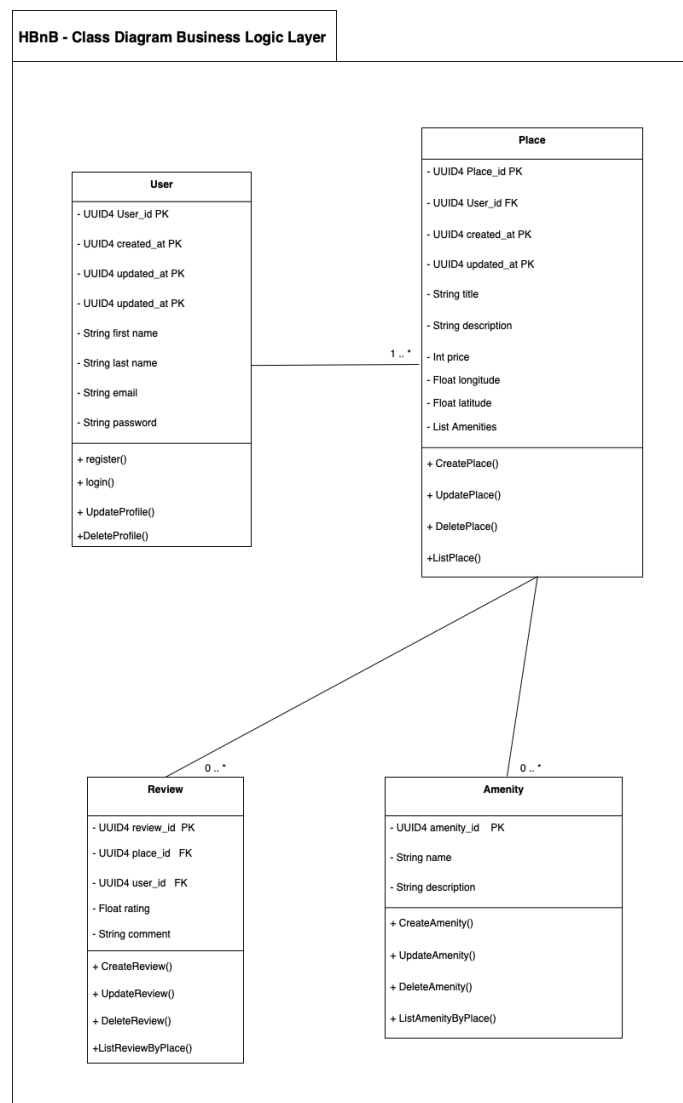 HBnB - Class Diagram Business Logic Layer
User
- UUID4 User_id PK
- UUID4 created_at PK
- UUID4 updated_at PK
- UUID4 updated_at PK
- String first name
- String last name
- String email
- String password
+ register()
+ login()
+ UpdateProfile()
+DeleteProfile()
1 .. *
Place
- UUID4 Place_id PK
- UUID4 User_id FK
- UUID4 created_at PK
- UUID4 updated_at PK
- String title
- String description
- Int price
- Float longitude
- Float latitude
- List Amenities
+ CreatePlace()
+ UpdatePlace()
+ DeletePlace()
+ListPlace()
0 .. *
Review
- UUID4 review_id PK
- UUID4 place_id FK
- UUID4 user_id FK
- Float rating
- String comment
+ CreateReview()
+ UpdateReview()
+ DeleteReview()
+ListReviewByPlace()
0 .. *
Amenity
- UUID4 amenity_id PK
- String name
- String description
+ CreateAmenity()
+ UpdateAmenity()
+ DeleteAmenity()
+ ListAmenityByPlace()